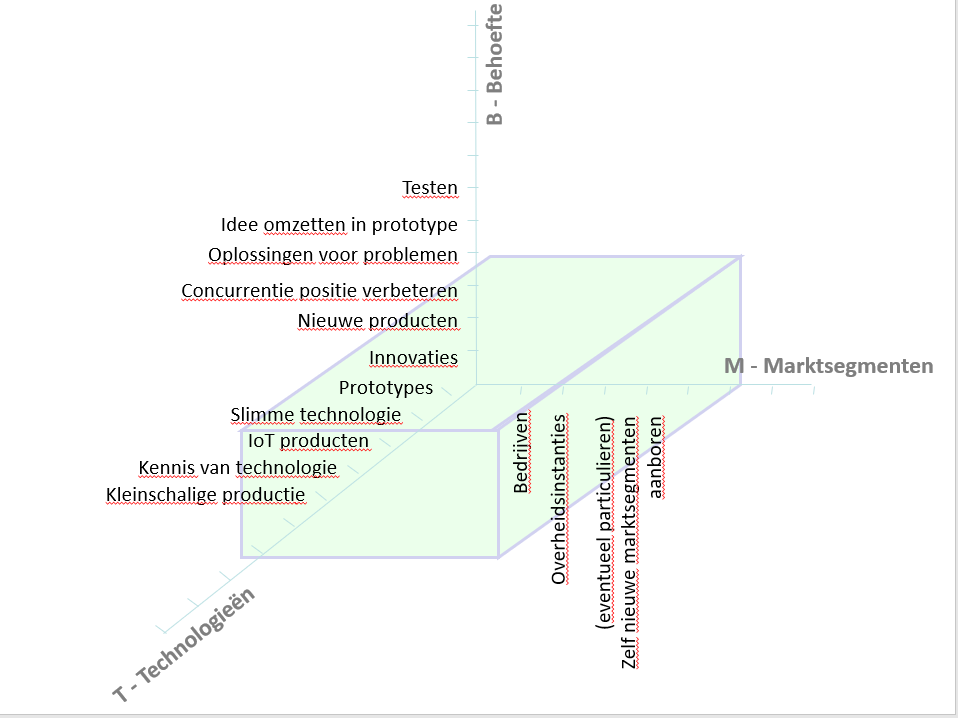 B - Behoefte
Testen
Idee omzetten in prototype
Oplossingen voor problemen
Concurrentie positie verbeteren
Nieuwe producten
Innovaties
M - Marktsegmenten
Prototypes
Slimme technologie
IoT producten
Kennis van technologie
Kleinschalige productie
Bedrijven
Overheidsinstanties
(eventueel particulieren)
Zelf nieuwe marktsegmenten
aanboren
T - Technologieën